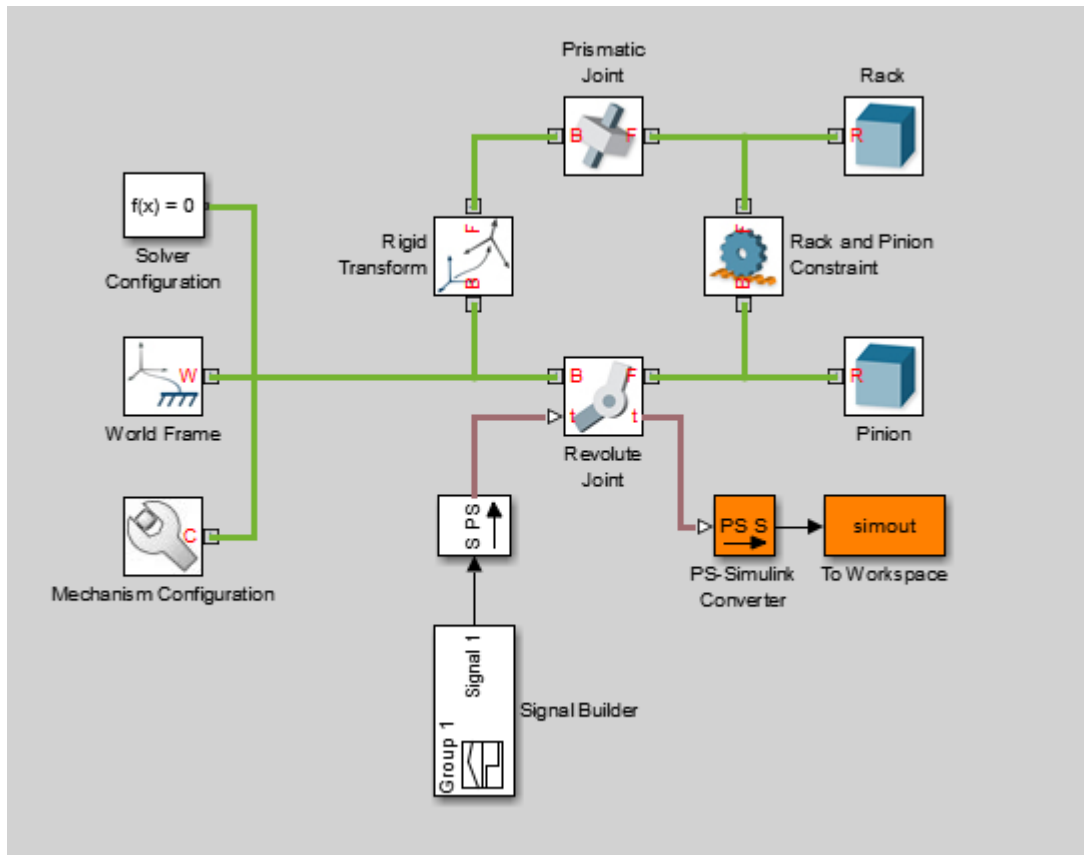 Prismatic
Joint
Rack
B F
R
f(x) = 0
Solver
Configuration
F
B
Rigid
Transform
F
B
Rack and Pinion
Constraint
W
World Frame
B F
t t
Revolute
Joint
R
Pinion
C
Mechanism Configuration
S PS
PS S
PS-Simulink
Converter
simout
To Workspace
Signal 1
Group 1
Signal Builder